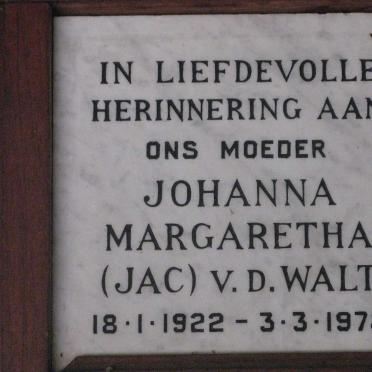 IN LIEFDEVOLLE
HERINNERING AAN
ONS MOEDER
JOHANNA
MARGARETHA
(JAC) V.D. WALT
18·1·1922 – 3·3·197